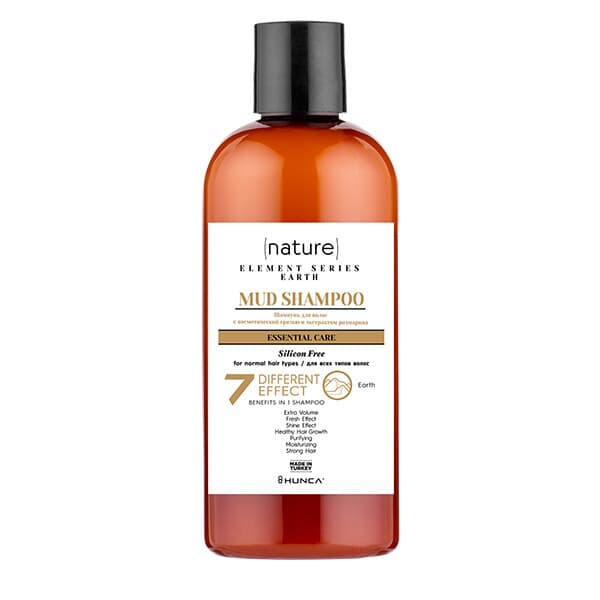 (nature)
ELEMENT SERIES
EARTH
MUD SHAMPOO
Шампунь для волос
с косметической грязью и экстрактом розмарина
ESSENTIAL CARE
Silicon Free
for normal hair types / для всех типов волос
7 DIFFERENT EFFECT Earth
BENEFITS IN 1 SHAMPOO
Extra Volume
Fresh Effect
Shine Effect
Healthy Hair Growth
Purifying
Moisturizing
Strong Hair
MADE IN
TURKEY
HUNCA